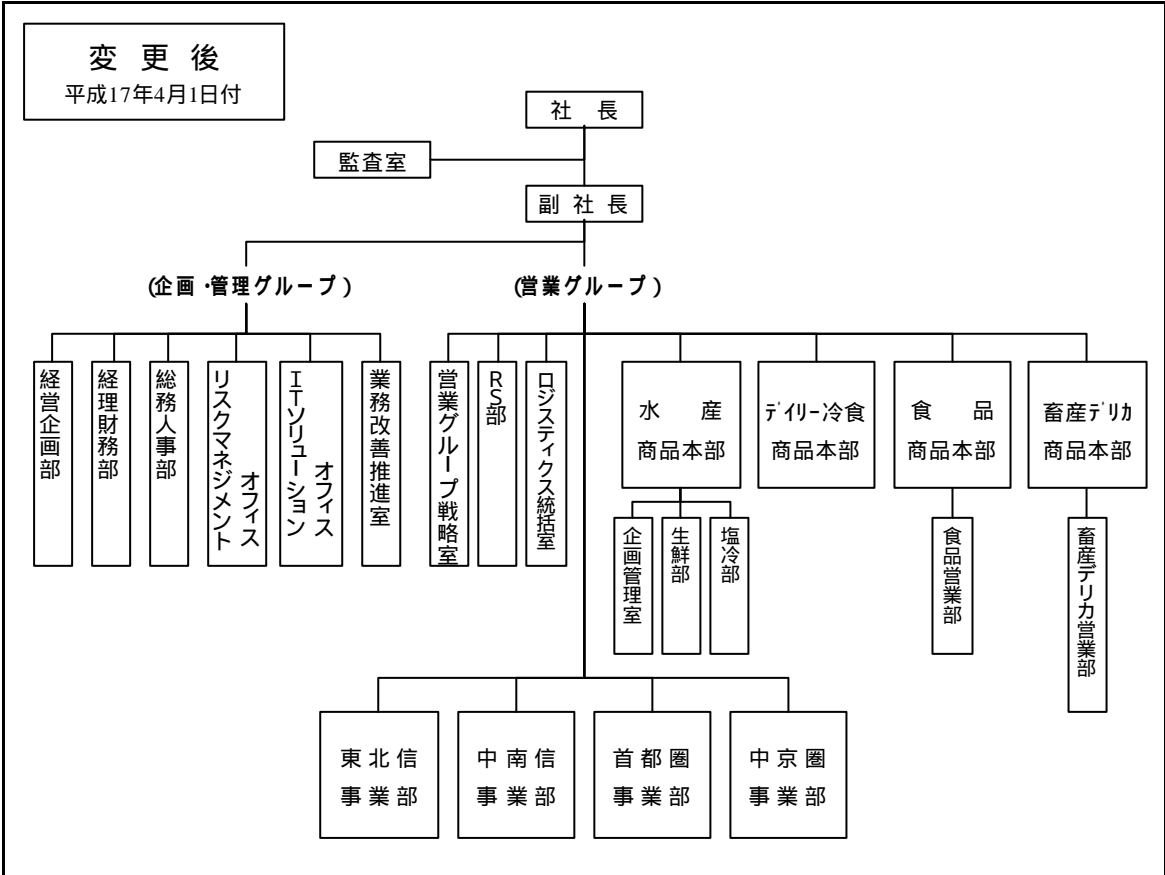 変更後
平成17年4月1日付
社長
監査室
副社長
(企画・管理グループ)
(営業グループ)
経営企画部
経理財務部
総務人事部
リスクマネジメント
オフィス
ITソリューション
オフィス
業務改善推進室
営業グループ戦略室
RS部
ロジスティクス統括室
水産
商品本部
デイリー冷食
商品本部
食品
商品本部
畜産デリカ
商品本部
企画管理室
生鮮部
塩冷部
食品営業部
畜産デリカ営業部
東北信
事業部
中南信
事業部
首都圏
事業部
中京圏
事業部